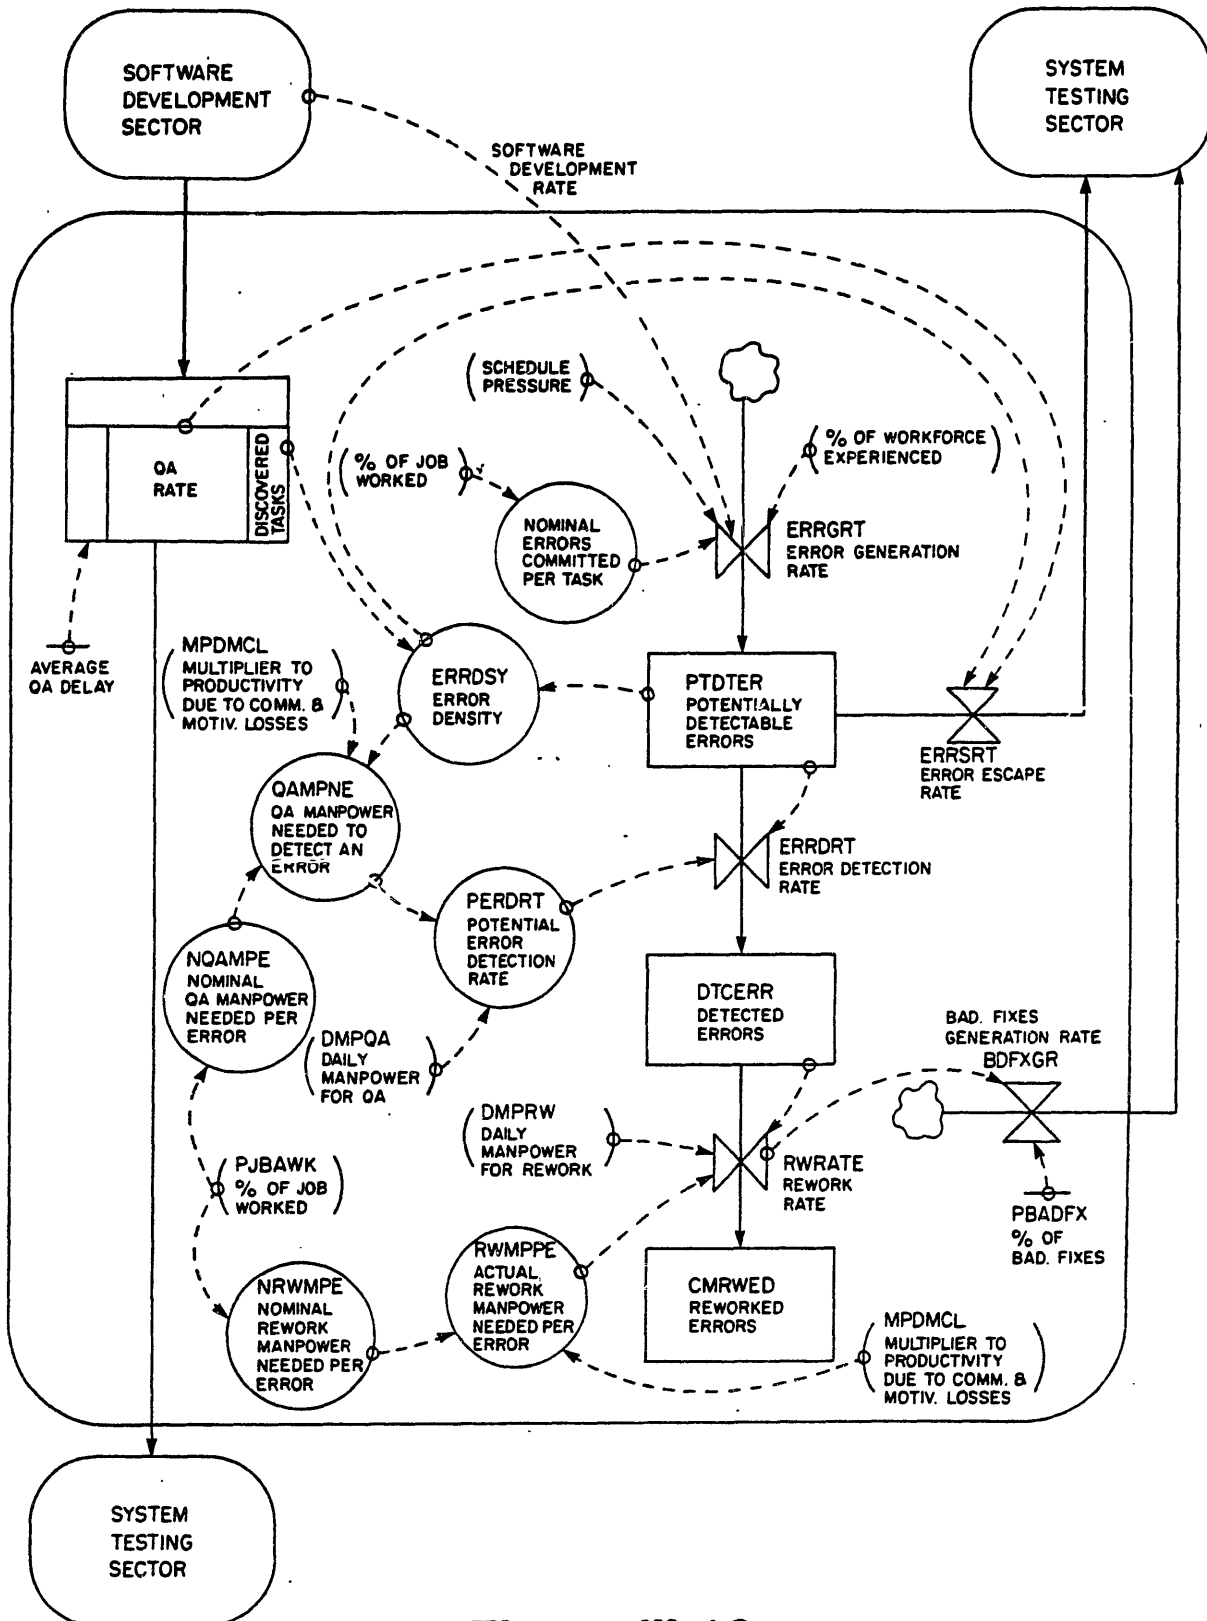 SOFTWARE
DEVELOPMENT
SECTOR
SYSTEM
TESTING
SECTOR
SOFTWARE
DEVELOPMENT
RATE
SCHEDULE
PRESSURE
% OF WORKFORCE
EXPERIENCED
% OF JOB
WORKED
QA
RATE
DISCOVERED
TASKS
NOMINAL
ERRORS
COMMITTED
PER TASK
ERRGRT
ERROR GENERATION
RATE
AVERAGE
QA DELAY
MPDMCL
MULTIPLIER TO
PRODUCTIVITY
DUE TO COMM. &
MOTIV. LOSSES
ERRDSY
ERROR
DENSITY
PTDTER
POTENTIALLY
DETECTABLE
ERRORS
ERRSRT
ERROR ESCAPE
RATE
QAMPNE
QA MANPOWER
NEEDED TO
DETECT AN
ERROR
ERRDRT
ERROR DETECTION
RATE
PERDRT
POTENTIAL
ERROR
DETECTION
RATE
NQAMPE
NOMINAL
QA MANPOWER
NEEDED PER
ERROR
DTCERR
DETECTED
ERRORS
DMPQA
DAILY
MANPOWER
FOR QA
BAD. FIXES
GENERATION RATE
BDFXGR
DMPRW
DAILY
MANPOWER
FOR REWORK
RWRATE
REWORK
RATE
PJBAWK
% OF JOB
WORKED
PBADFX
% OF
BAD. FIXES
RWMPPE
ACTUAL
REWORK
MANPOWER
NEEDED PER
ERROR
CMRWED
REWORKED
ERRORS
NRWMPE
NOMINAL
REWORK
MANPOWER
NEEDED PER
ERROR
MPDMCL
MULTIPLIER TO
PRODUCTIVITY
DUE TO COMM. &
MOTIV. LOSSES
SYSTEM
TESTING
SECTOR